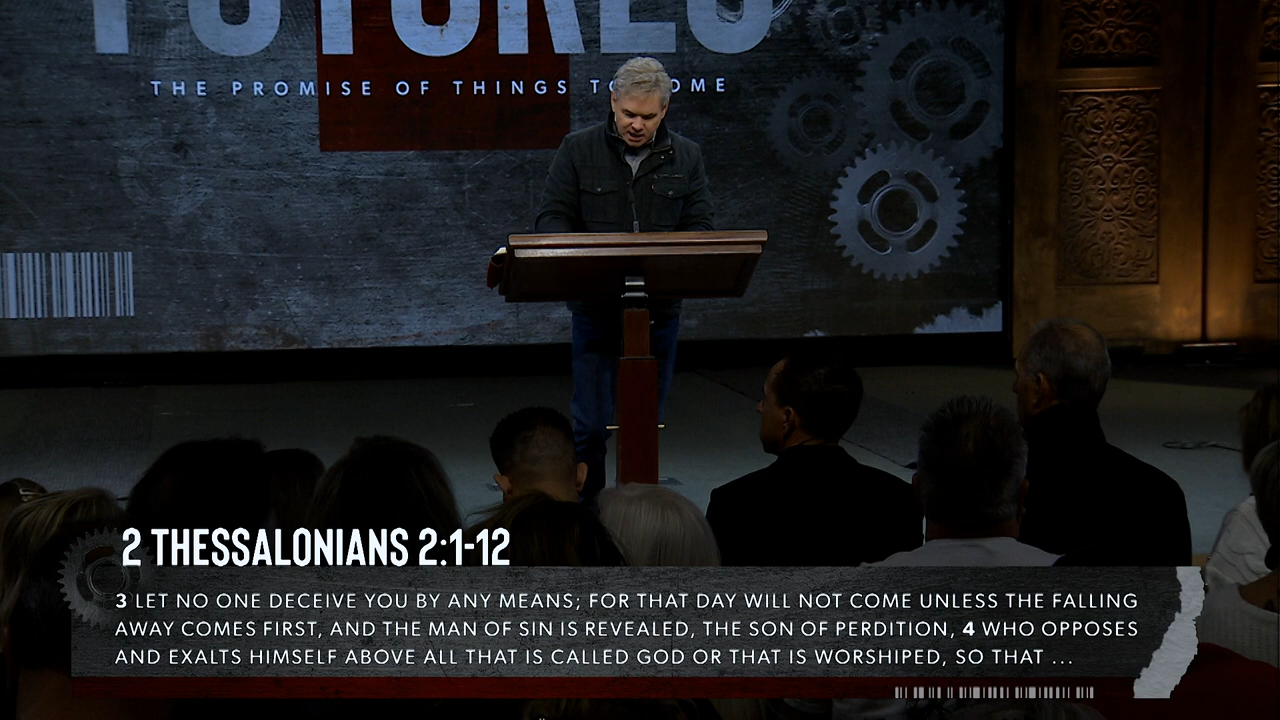 FUTURES
THE PROMISE OF THINGS TO COME
2 THESSALONIANS 2:1-12
3 LET NO ONE DECEIVE YOU BY ANY MEANS; FOR THAT DAY WILL NOT COME UNLESS THE FALLING
AWAY COMES FIRST, AND THE MAN OF SIN IS REVEALED, THE SON OF PERDITION, 4 WHO OPPOSES
AND EXALTS HIMSELF ABOVE ALL THAT IS CALLED GOD OR THAT IS WORSHIPED, SO THAT ...